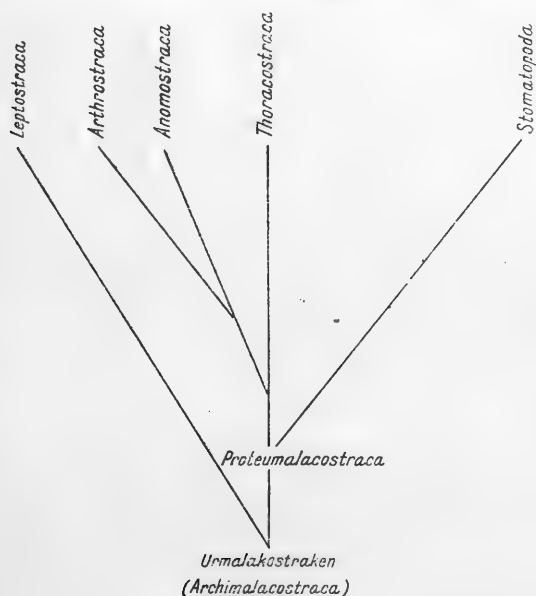 Leptostraca
Arthrostraca
Anomostraca
Thoracostraca
Stomatopoda
Proteumalacostraca
Urmalakostraken
(Archimalacostraca)